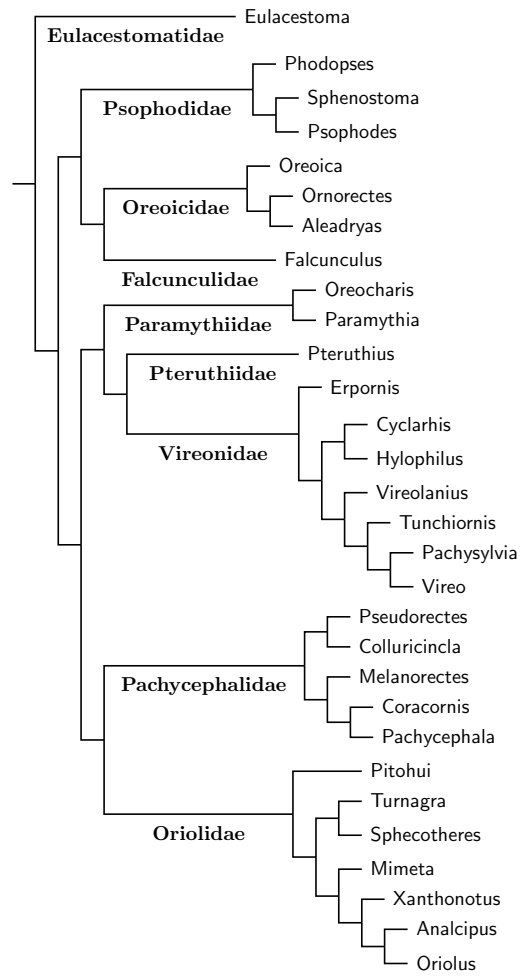 Eulacestoma
Eulacestomatidae
Phodopses
Sphenostoma
Psophodidae
Psophodes
Oreoica
Ornorectes
Oreoicidae
Aleadryas
Falcunculus
Falcunculidae
Oreocharis
Paramythiidae
Paramythia
Pteruthius
Pteruthiidae
Erpornis
Cyclarhis
Vireonidae
Hylophilus
Vireolanius
Tunchiornis
Pachysylvia
Vireo
Pseudorectes
Colluricincla
Melanorectes
Pachycephalidae
Coracornis
Pachycephala
Pitohui
Turnagra
Oriolidae
Sphecotheres
Mimeta
Xanthonotus
Analcipus
Oriolus